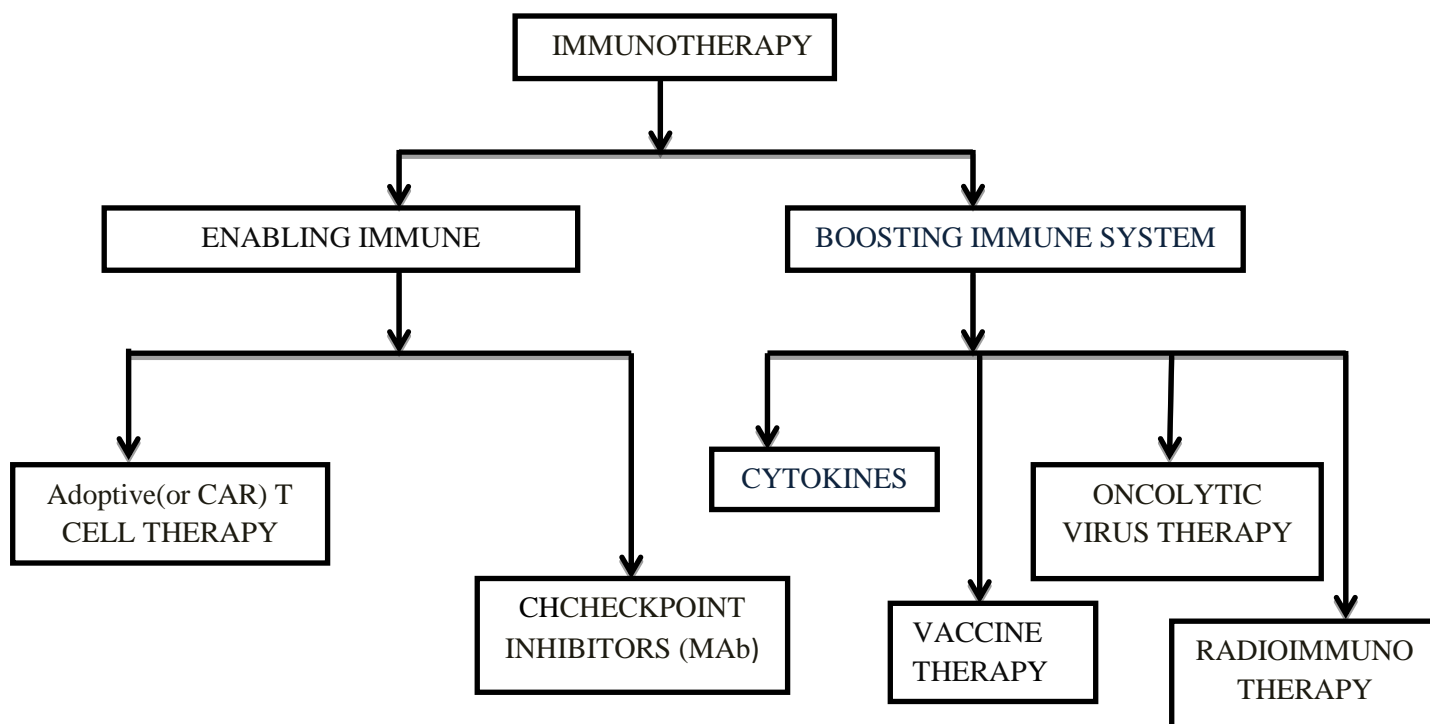 IMMUNOTHERAPY
ENABLING IMMUNE
BOOSTING IMMUNE SYSTEM
Adoptive(or CAR) T
CELL THERAPY
CHCHECKPOINT
INHIBITORS (MAb)
CYTOKINES
VACCINE
THERAPY
ONCOLYTIC
VIRUS THERAPY
RADIOIMMUNO
THERAPY